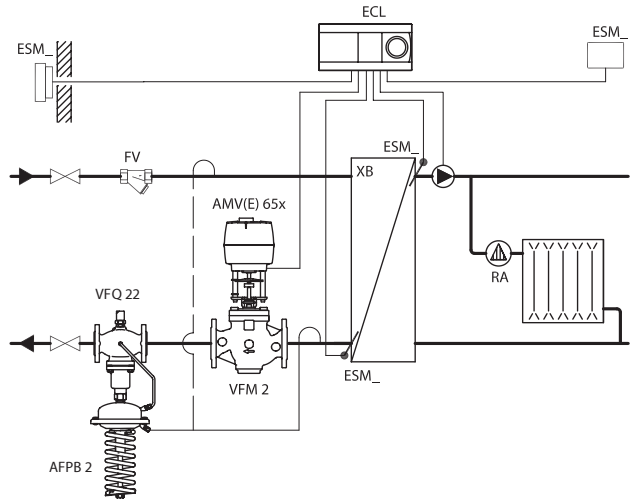 ECL
ESM_
ESM_
FV
ESM_
XB
AMV(E) 65x
RA
VFQ 22
VFM 2
ESM_
AFPB 2